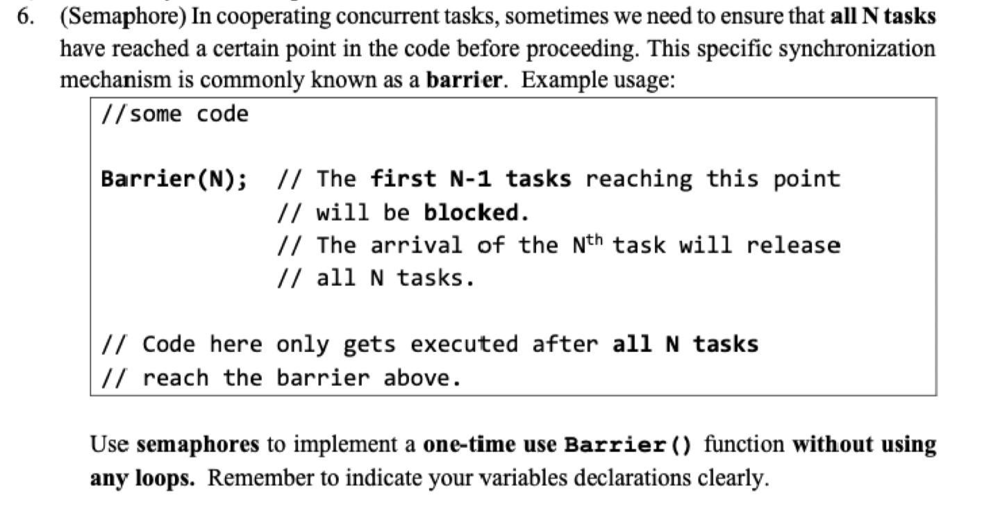 6. (Semaphore) In cooperating concurrent tasks, sometimes we need to ensure that all N tasks
have reached a certain point in the code before proceeding. This specific synchronization
mechanism is commonly known as a barrier. Example usage:
//some code
Barrier(N); // The first N-1 tasks reaching this point
// will be blocked.
// The arrival of the Nth task will release
// all N tasks.
// Code here only gets executed after all N tasks
// reach the barrier above.
Use semaphores to implement a one-time use Barrier() function without using
any loops. Remember to indicate your variables declarations clearly.